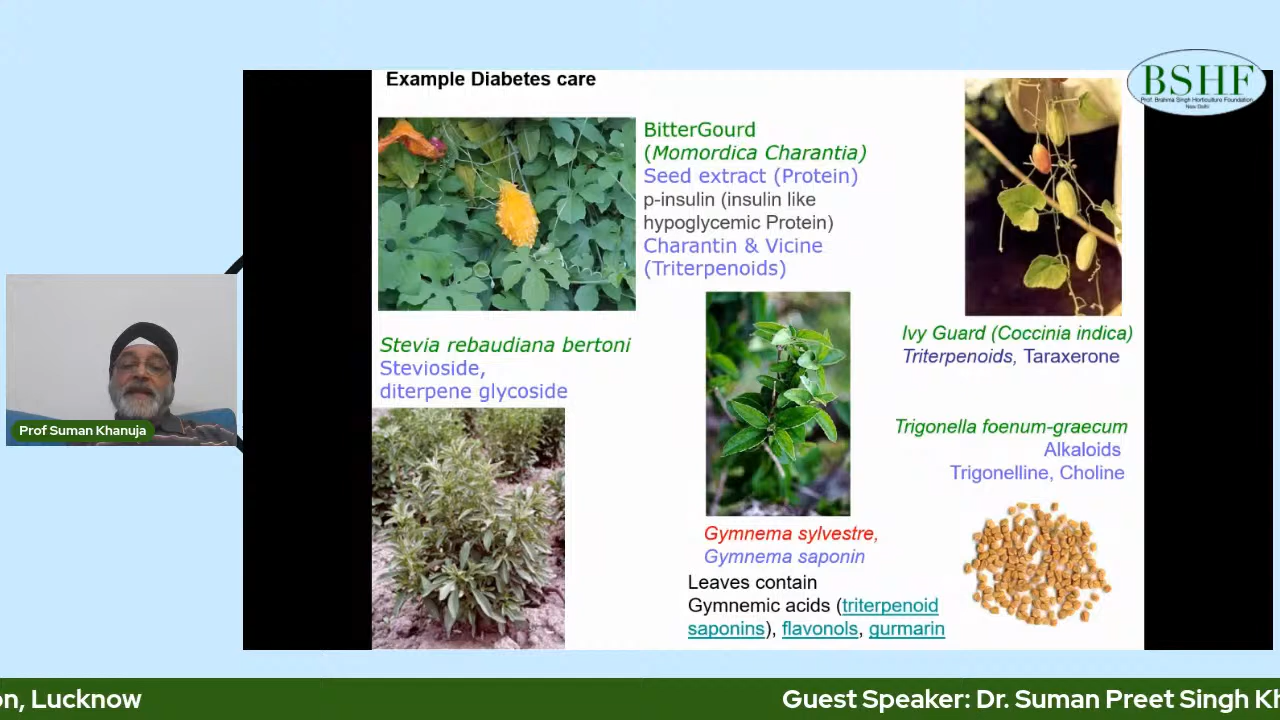 Example Diabetes care
BSHF
Prof. Brahma Singh Horticulture Foundation
New Delhi
BitterGourd
(Momordica Charantia)
Seed extract (Protein)
p-insulin (insulin like
hypoglycemic Protein)
Charantin & Vicine
(Triterpenoids)
Ivy Guard (Coccinia indica)
Triterpenoids, Taraxerone
Stevia rebaudiana bertoni
Stevioside,
diterpene glycoside
Trigonella foenum-graecum
Alkaloids
Trigonelline, Choline
Prof Suman Khanuja
Gymnema sylvestre,
Gymnema saponin
Leaves contain
Gymnemic acids (triterpenoid
saponins), flavonols, gurmarin
on, Lucknow
Guest Speaker: Dr. Suman Preet Singh Kh